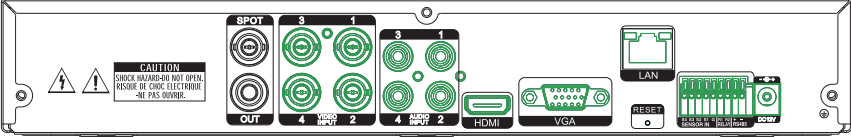 CAUTION
SHOCK HAZARD-DO NOT OPEN.
RISQUE DE CHOC ELECTRIQUE
-NE PAS OUVRIR.
SPOT
OUT
3 1
4 VIDEO INPUT 2
3 1
4 AUDIO INPUT 2
HDMI
VGA
LAN
RESET
SENSOR IN
RELAY
RS485
DC12V